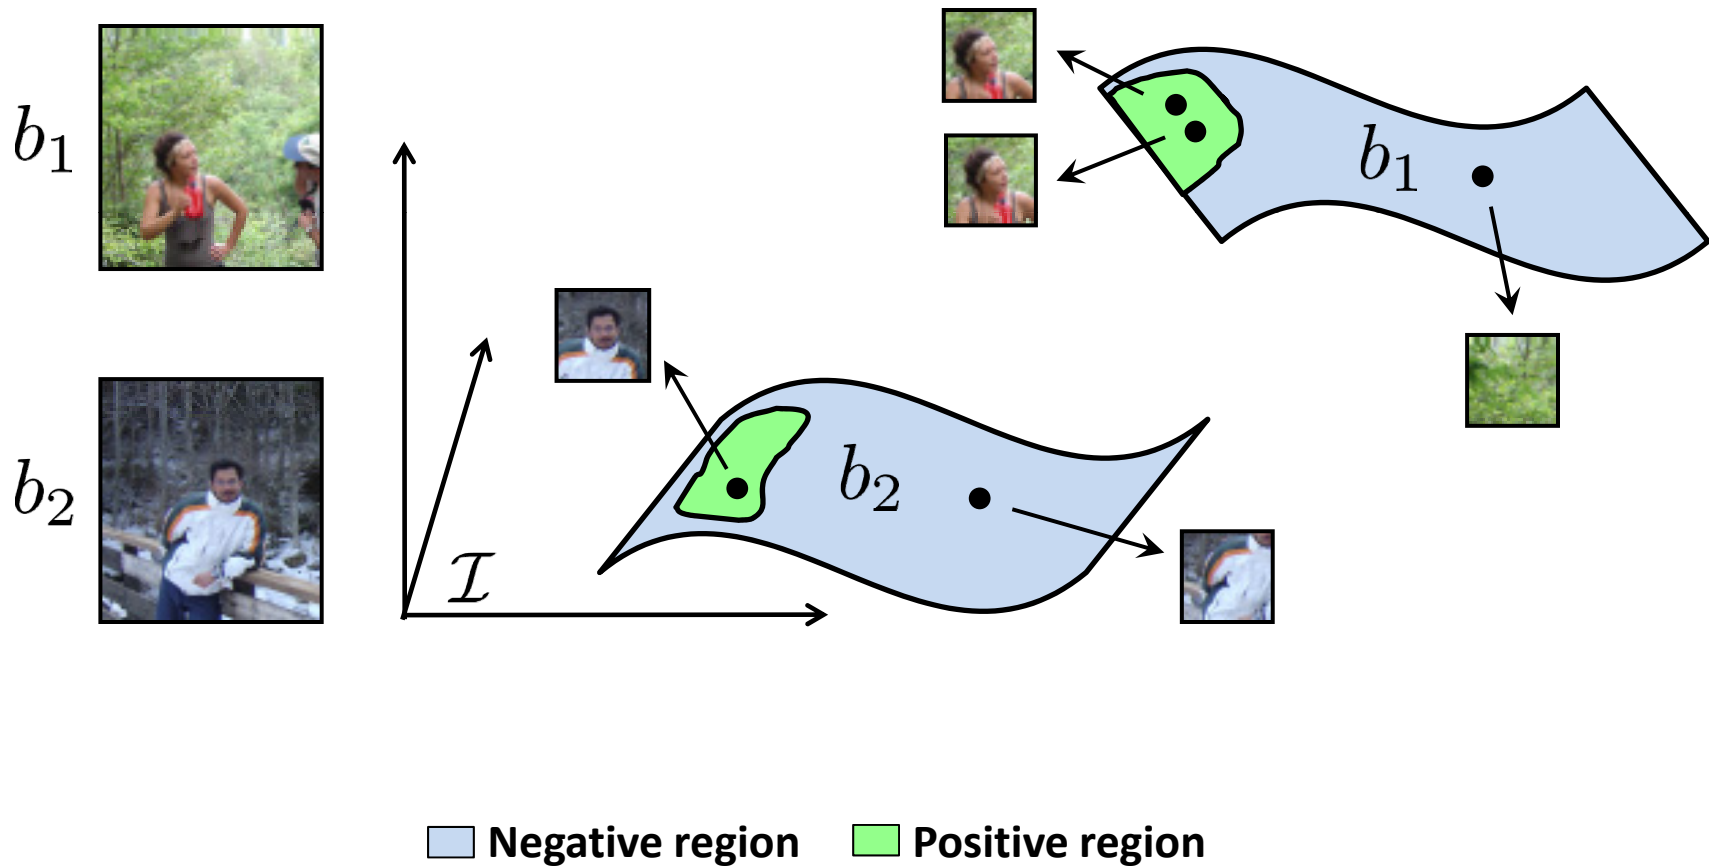 b₁
b₂
b₁
b₂
ℐ
Negative region
Positive region